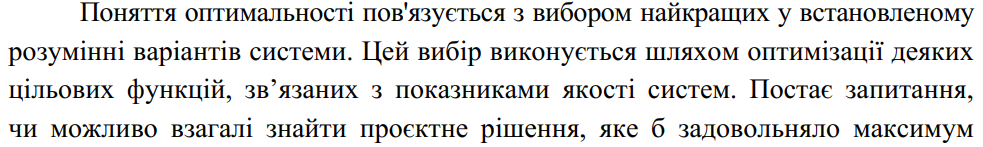 Поняття оптимальності пов'язується з вибором найкращих у встановленому
розумінні варіантів системи. Цей вибір виконується шляхом оптимізації деяких
цільових функцій, зв’язаних з показниками якості систем. Постає запитання,
чи можливо взагалі знайти проєктне рішення, яке б задовольняло максимум